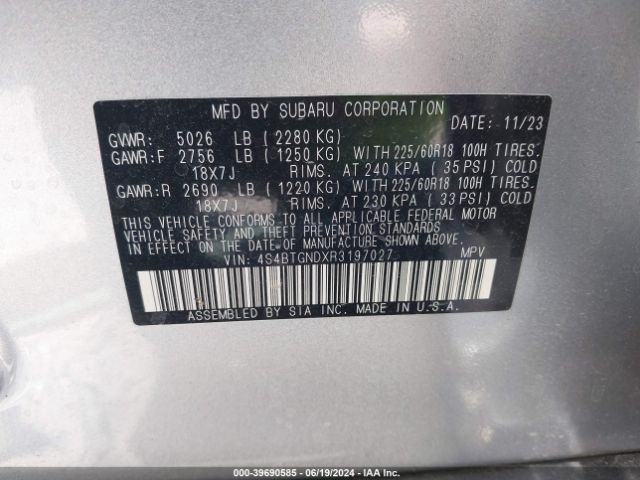 MFD BY SUBARU CORPORATION
DATE: 11/23
GVWR: 5026 LB (2280 KG)
GAWR:F 2756 LB (1250 KG) WITH 225/60R18 100H TIRES.
18X7J RIMS. AT 240 KPA (35 PSI) COLD
GAWR:R 2690 LB (1220 KG) WITH 225/60R18 100H TIRES.
18X7J RIMS. AT 230 KPA (33 PSI) COLD
THIS VEHICLE CONFORMS TO ALL APPLICABLE FEDERAL MOTOR
VEHICLE SAFETY, BUMPER, AND THEFT PREVENTION STANDARDS
IN EFFECT ON THE DATE OF MANUFACTURE SHOWN ABOVE.
VIN: 4S4BTGNDXR3197027 MPV
ASSEMBLED BY SIA INC. MADE IN U.S.A.
000-39690585 - 06/19/2024 - IAA Inc.